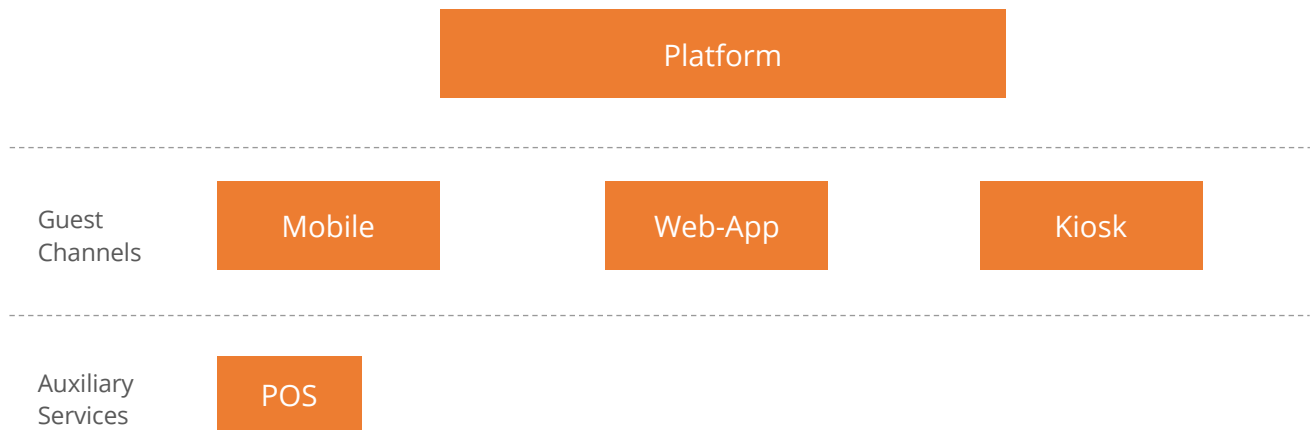 Platform
Guest
Channels
Mobile
Web-App
Kiosk
Auxiliary
Services
POS